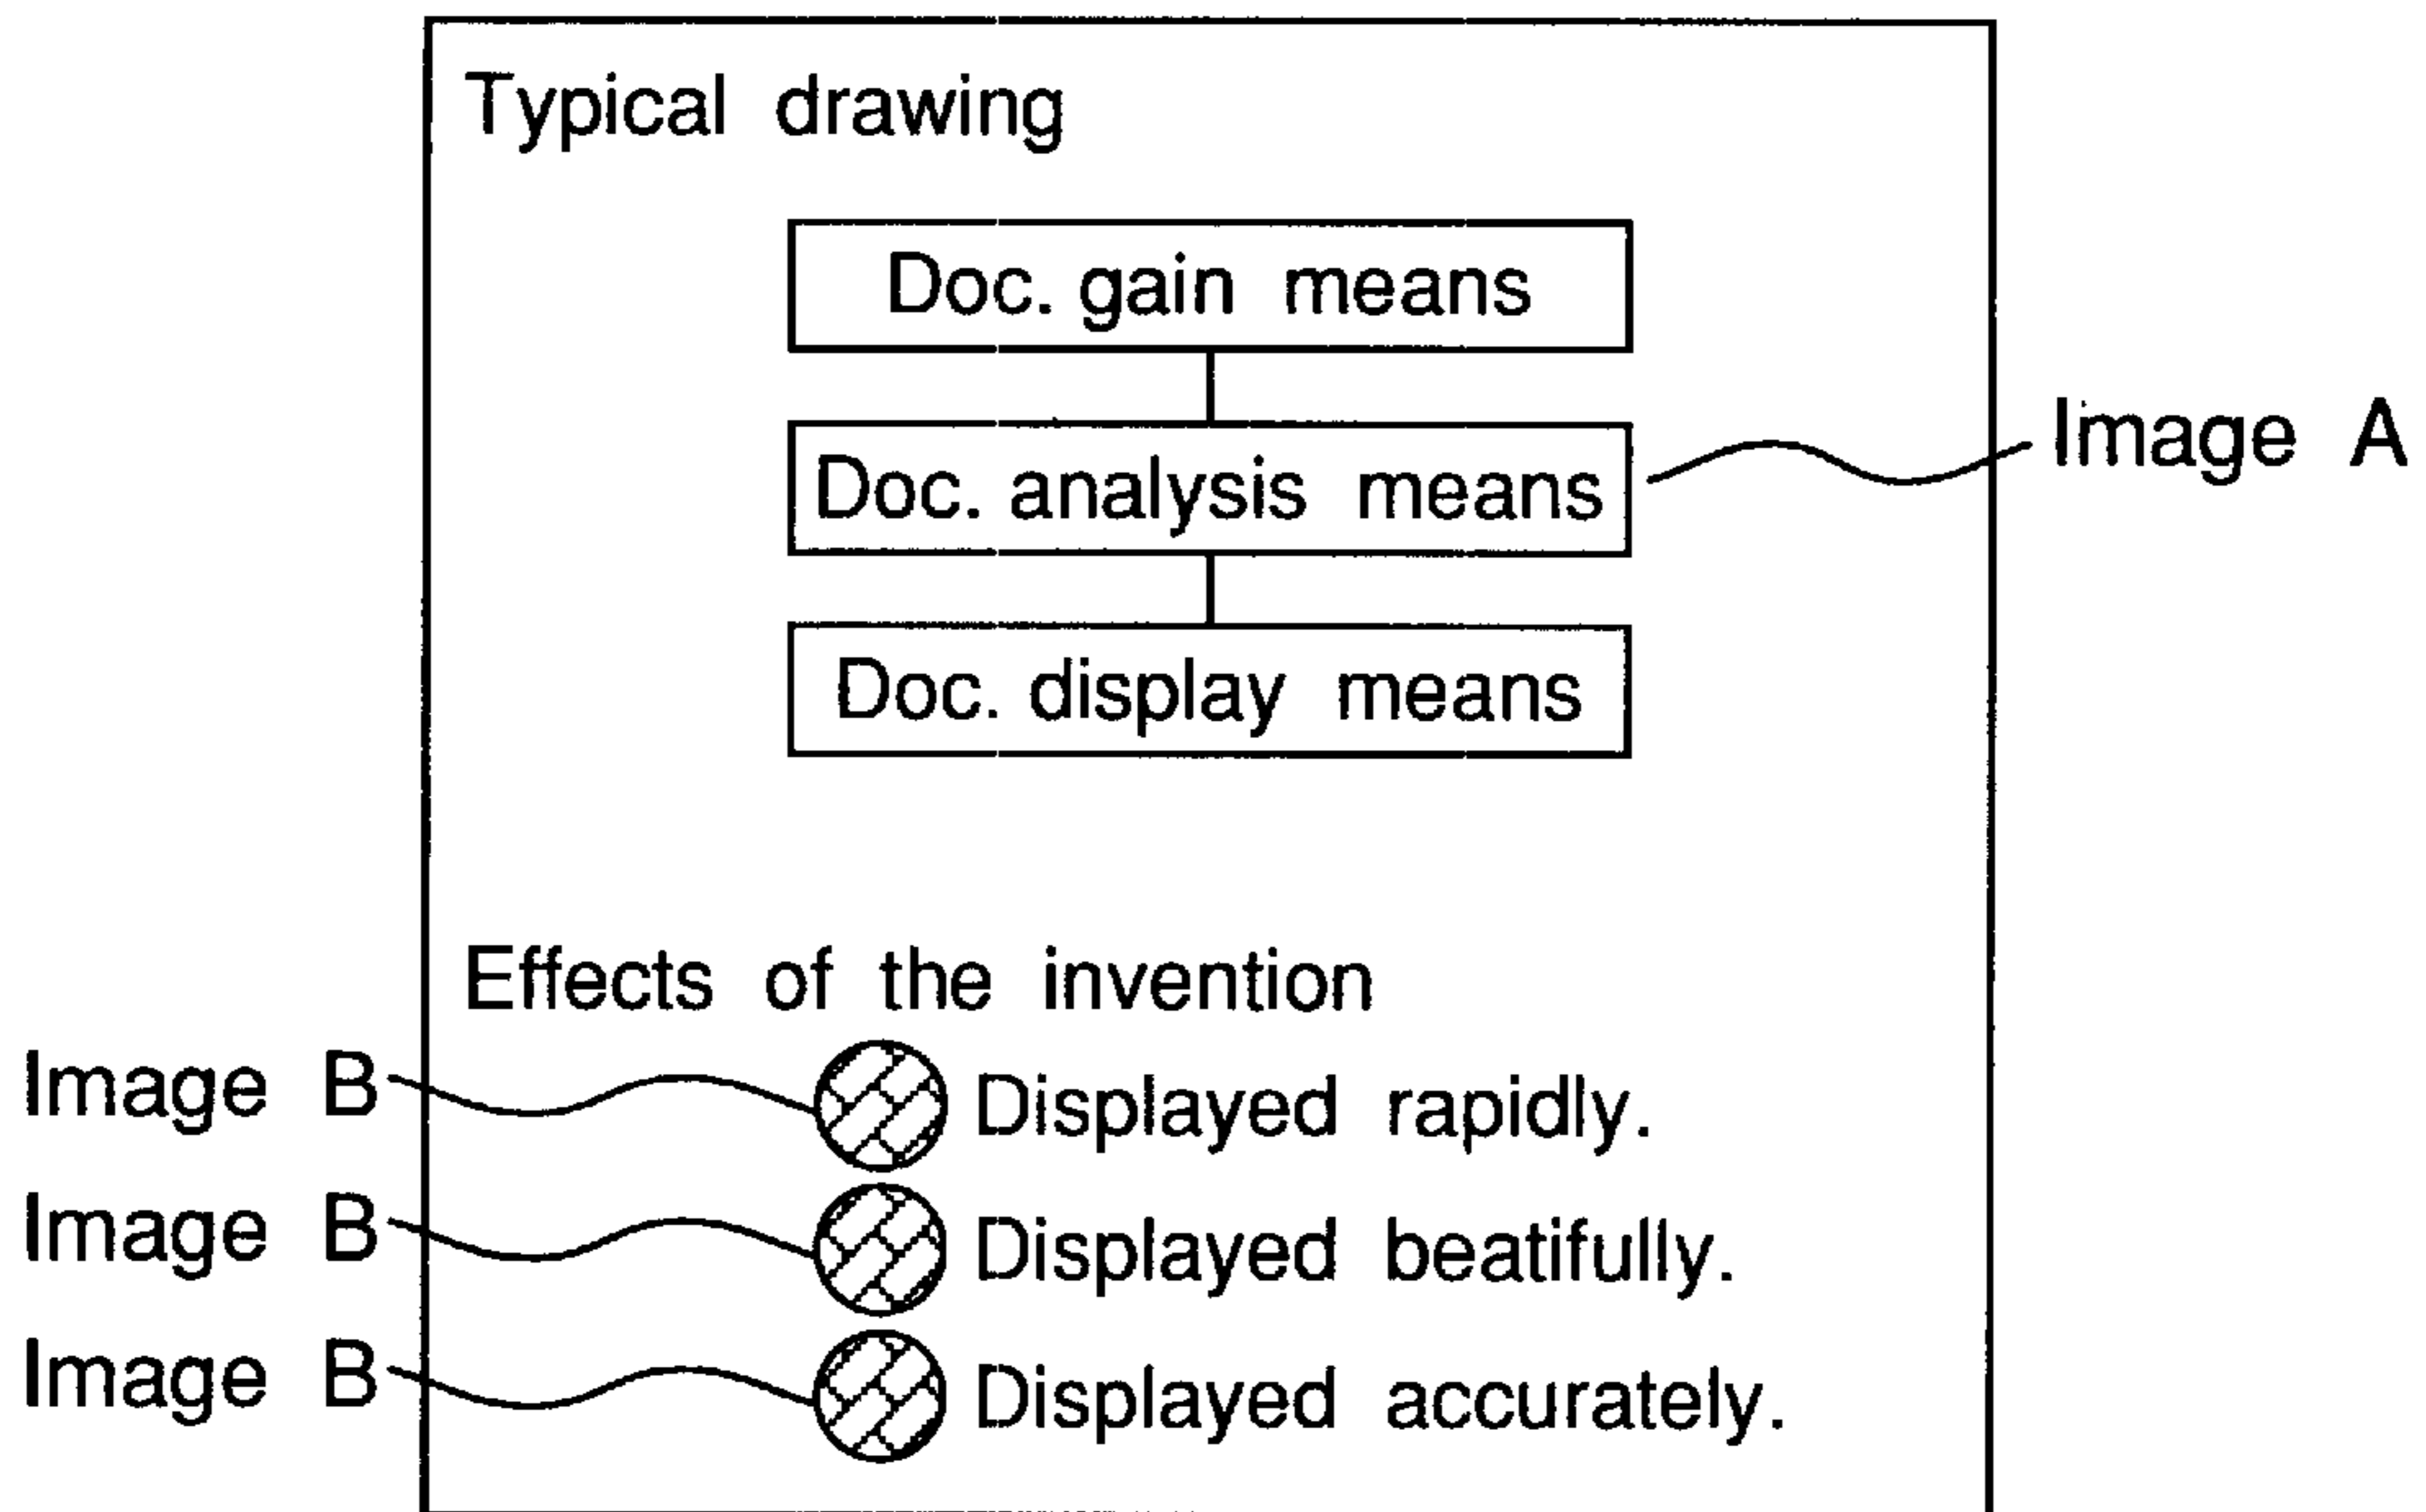 Typical drawing
Doc. gain means
Doc. analysis means
Image A
Doc. display means
Effects of the invention
Image B
Displayed rapidly.
Image B
Displayed beatifully.
Image B
Displayed accurately.